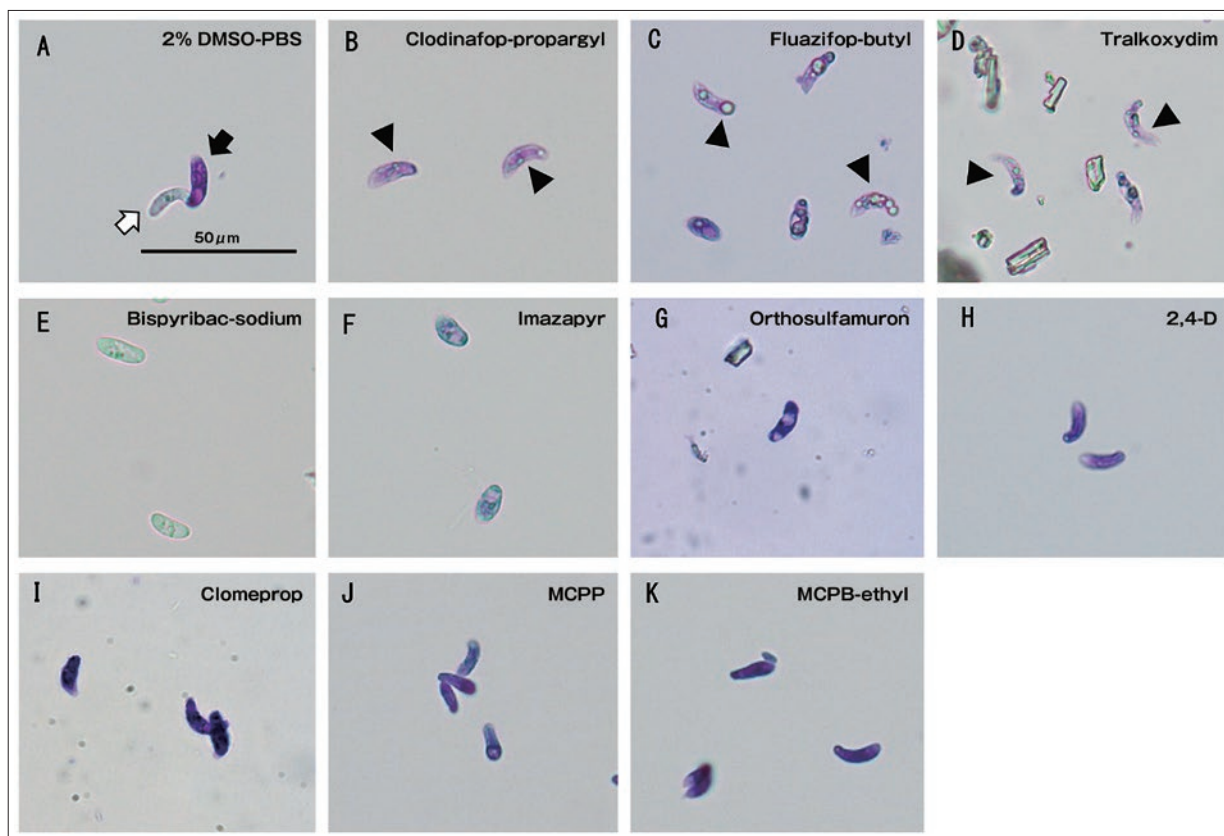 A 2% DMSO-PBS
B Clodinafop-propargyl
C Fluazifop-butyl
D Tralkoxydim
50μm
E Bispyribac-sodium
F Imazapyr
G Orthosulfamuron
H 2,4-D
I Clomeprop
J MCPP
K MCPB-ethyl